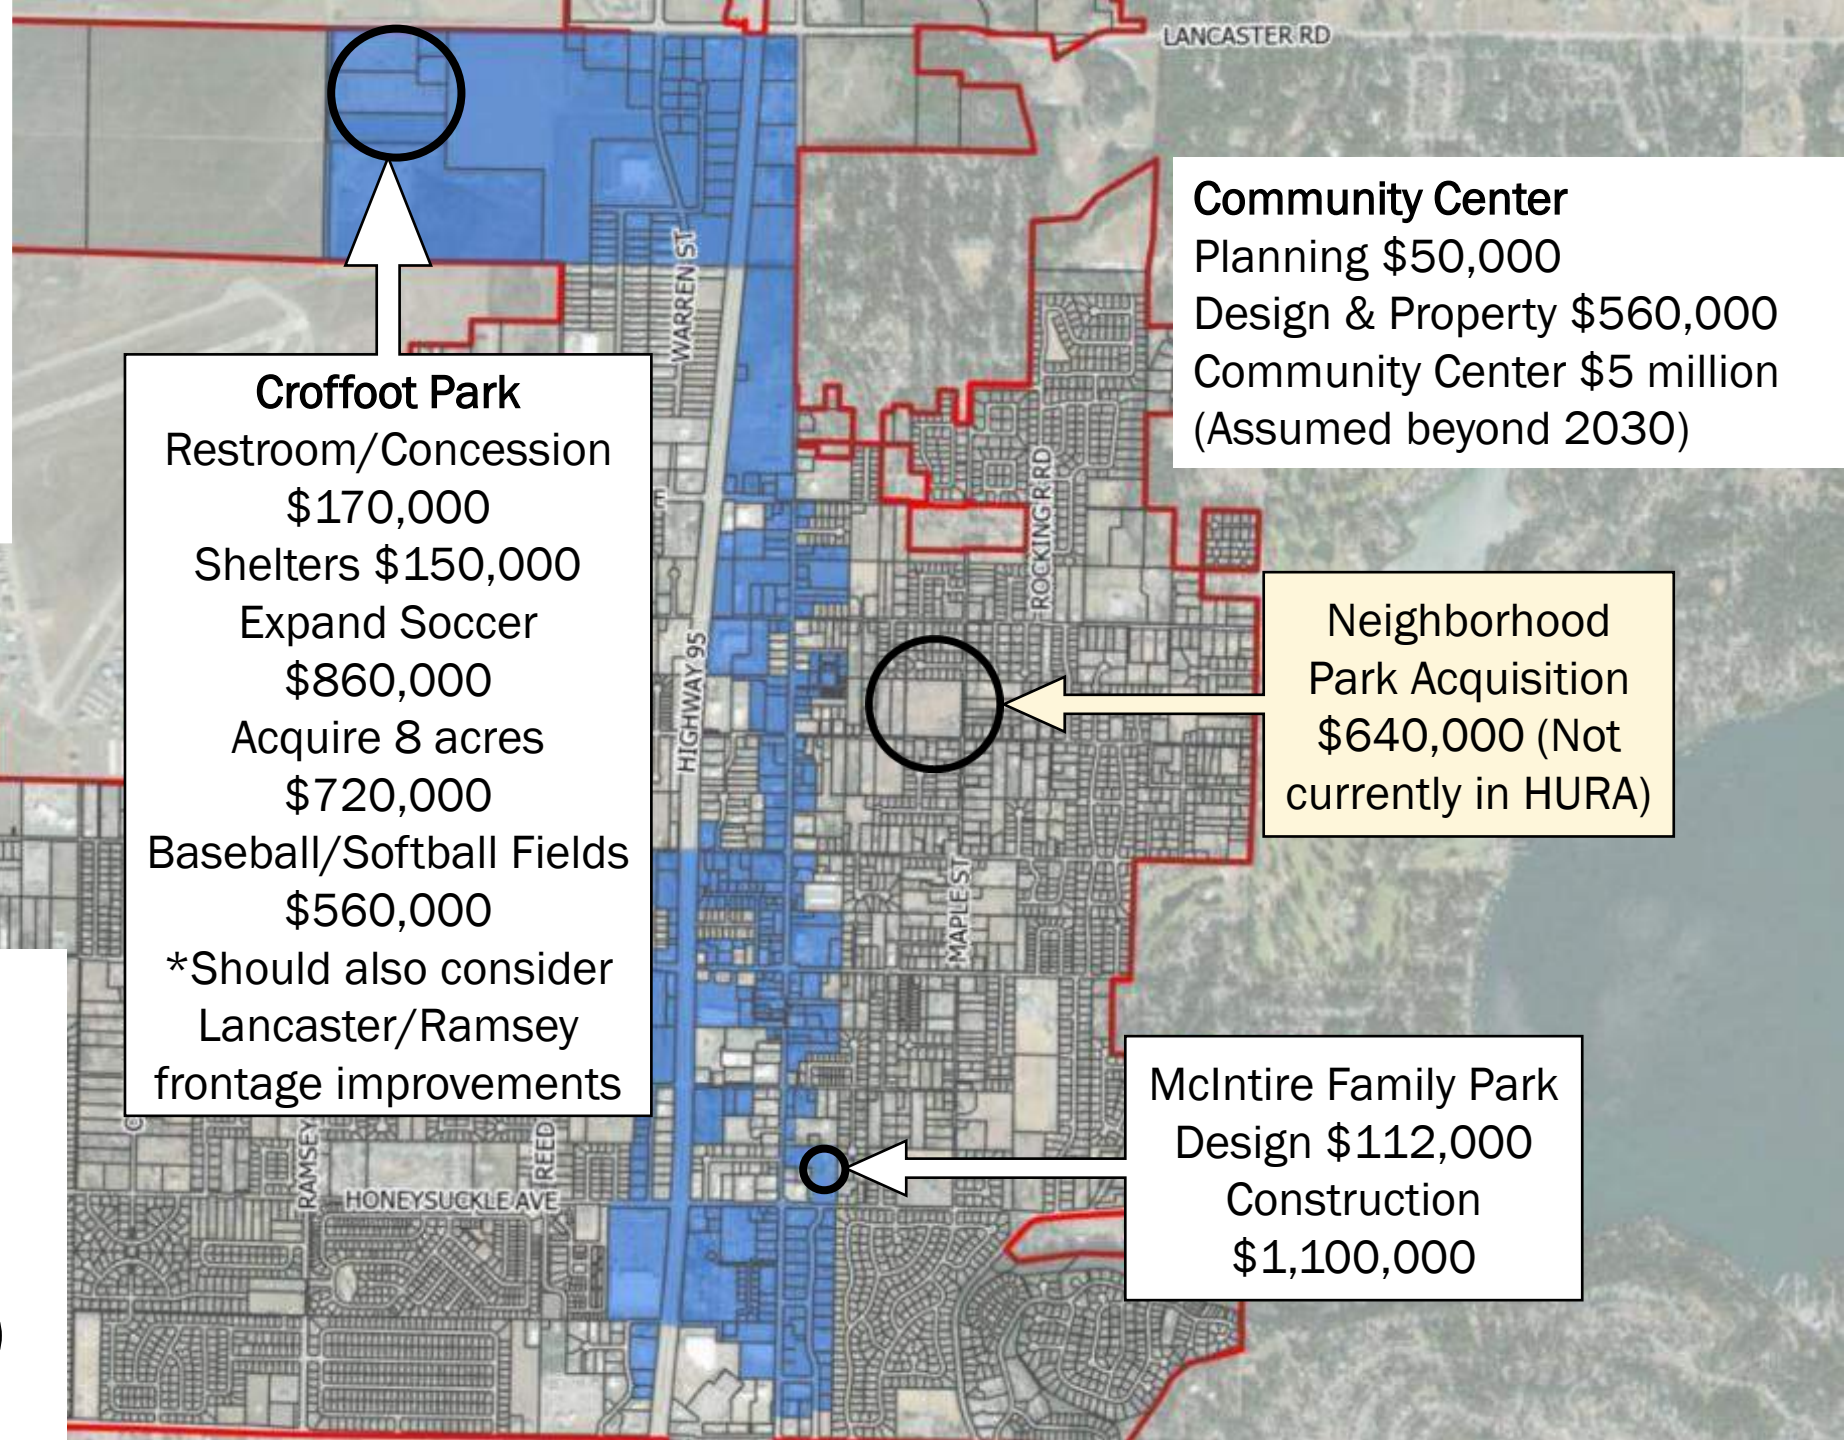 LANCASTER RD
Community Center
Planning $50,000
Design & Property $560,000
Community Center $5 million
(Assumed beyond 2030)
WARREN ST
Croffoot Park
Restroom/Concession
$170,000
Shelters $150,000
Expand Soccer
$860,000
Acquire 8 acres
$720,000
Baseball/Softball Fields
$560,000
*Should also consider
Lancaster/Ramsey
frontage improvements
ROCKING R RD
HIGHWAY 95
Neighborhood
Park Acquisition
$640,000 (Not
currently in HURA)
MAPLE ST
McIntire Family Park
Design $112,000
Construction
$1,100,000
RAMSEY
REED
HONEYSUCKLE AVE
)